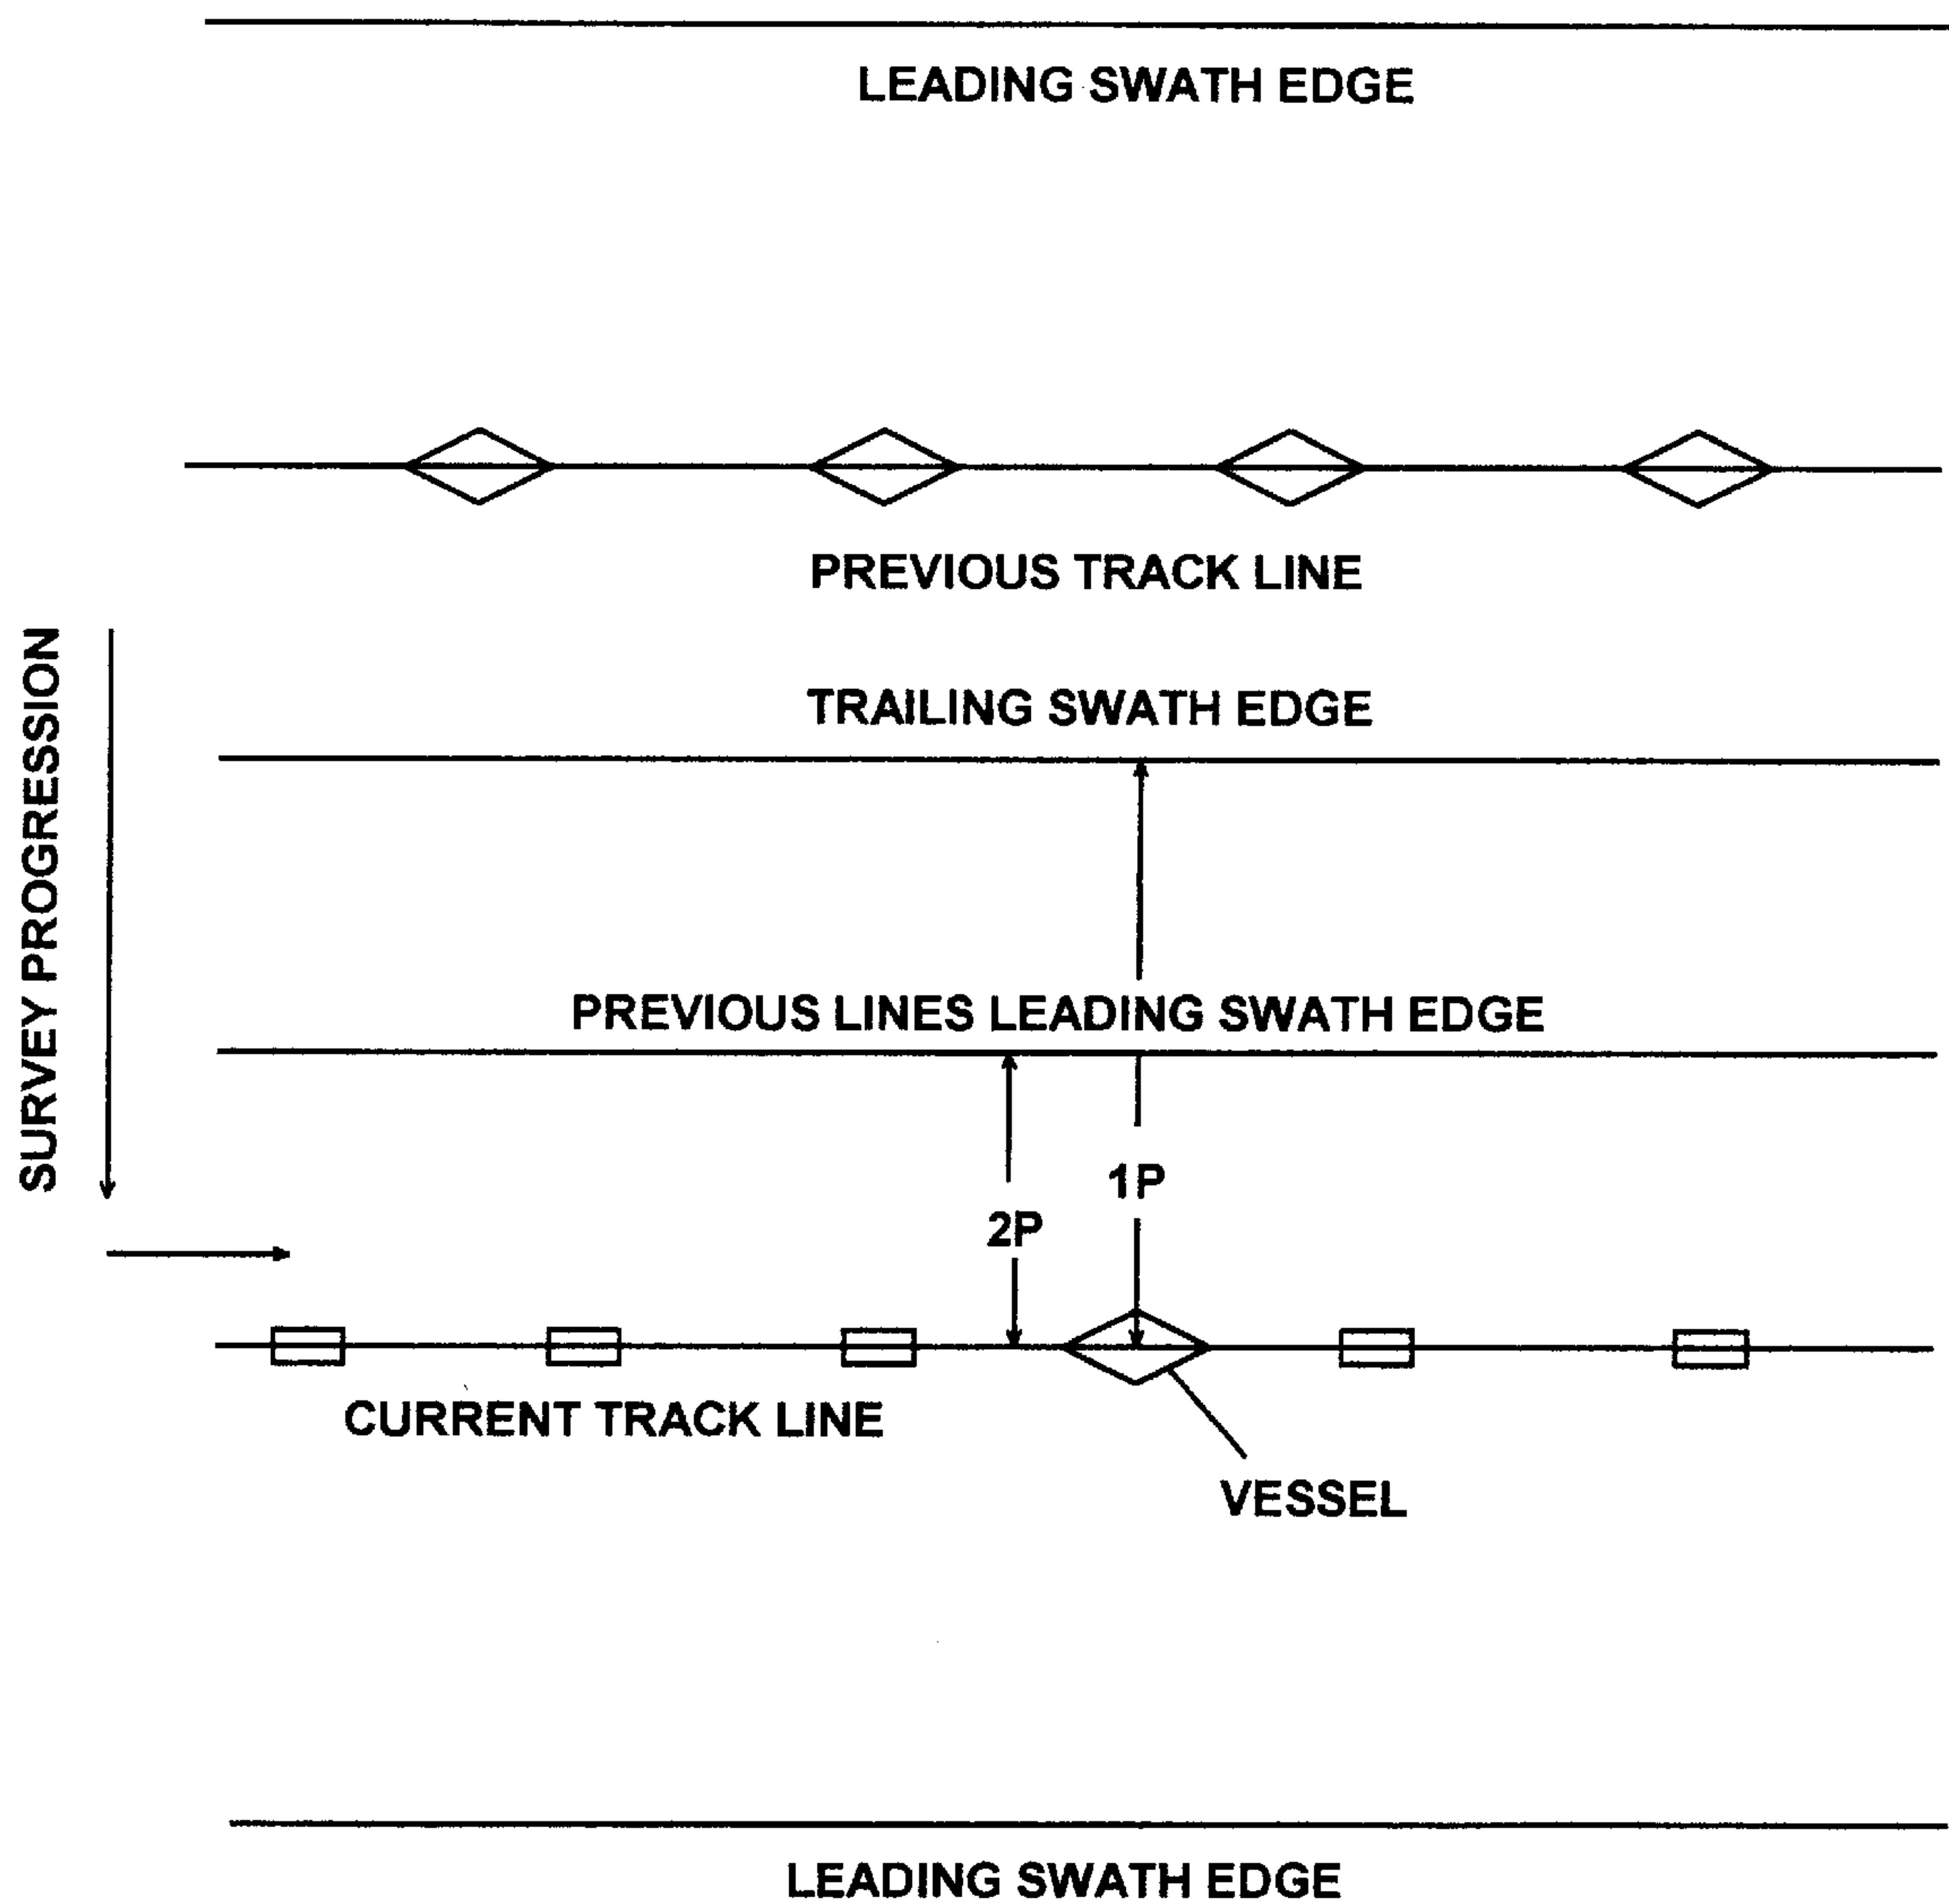 LEADING SWATH EDGE
PREVIOUS TRACK LINE
SURVEY PROGRESSION
TRAILING SWATH EDGE
PREVIOUS LINES LEADING SWATH EDGE
1P
2P
CURRENT TRACK LINE
VESSEL
LEADING SWATH EDGE